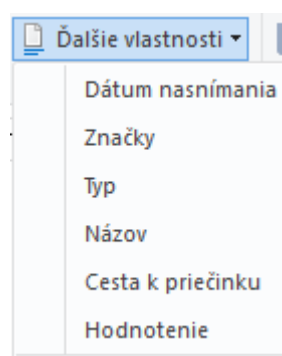 Ďalšie vlastnosti
Dátum nasnímania
Značky
Typ
Názov
Cesta k priečinku
Hodnotenie